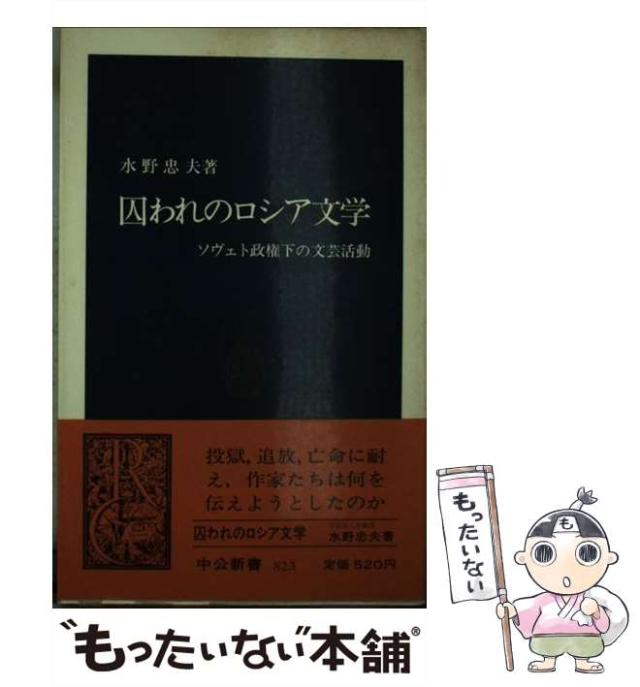 水野忠夫著
囚われのロシア文学
ソヴェト政権下の文芸活動
RC
投獄,追放,亡命に耐
え,作家たちは何を
伝えようとしたのか
囚われのロシア文学
水野忠夫著
中公新書 823 定価 520円
"もったいない"本舗®
もったいない
も